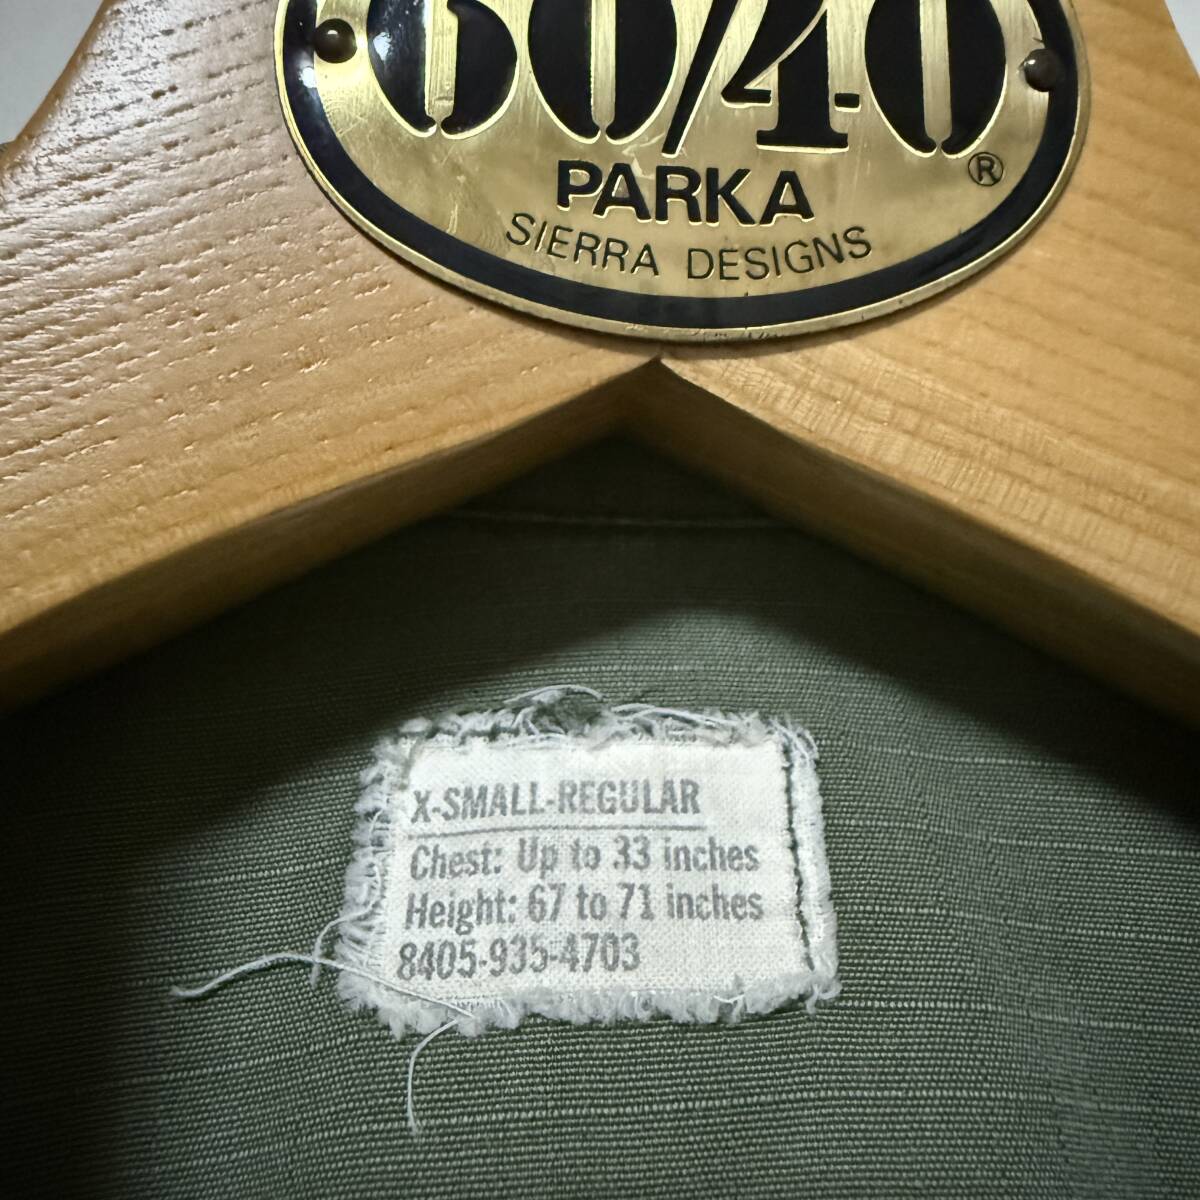 60/40
PARKA
®
SIERRA DESIGNS
X-SMALL-REGULAR
Chest: Up to 33 inches
Height: 67 to 71 inches
8405-935-4703